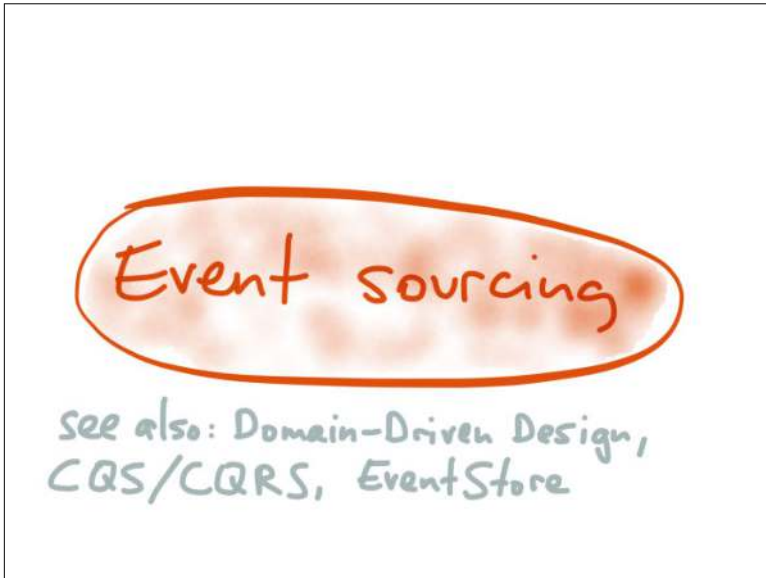 Event sourcing
see also: Domain-Driven Design,
CQS/CQRS, EventStore